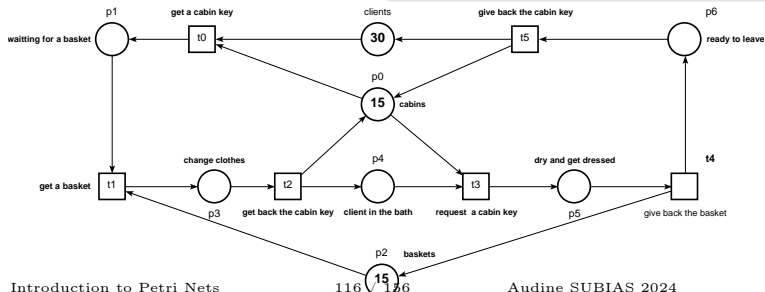 p1
get a cabin key
clients
give back the cabin key
p6
waitting for a basket
t0
30
t5
ready to leave
p0
15
cabins
change clothes
p4
dry and get dressed
t4
get a basket
t1
t2
t3
p3
get back the cabin key
client in the bath
request a cabin key
p5
give back the basket
p2
baskets
15
Introduction to Petri Nets
116 / 156
Audine SUBIAS 2024